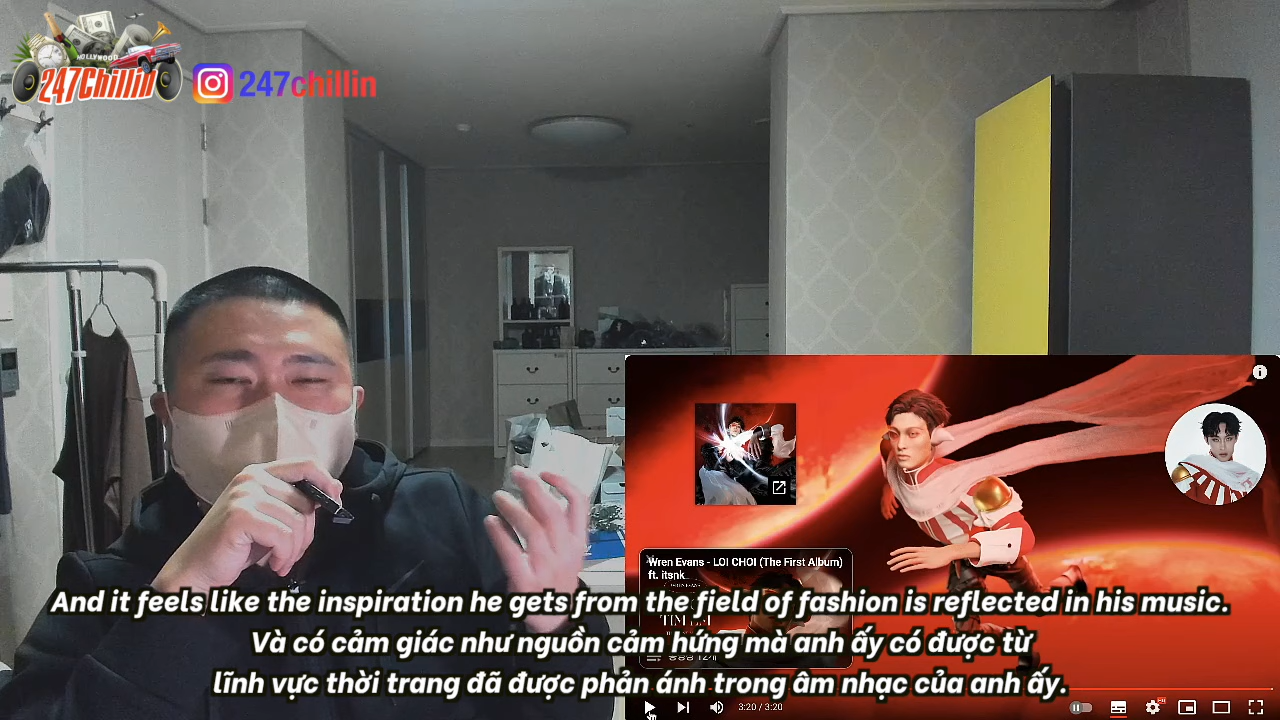 HOLLYWOOD
247Chillin
247chillin
Wren Evans - LOI CHOI (The First Album)
ft. itsnk
And it feels like the inspiration he gets from the field of fashion is reflected in his music.
Và có cảm giác như nguồn cảm hứng mà anh ấy có được từ
lĩnh vực thời trang đã được phản ánh trong âm nhạc của anh ấy.
3:20 / 3:20